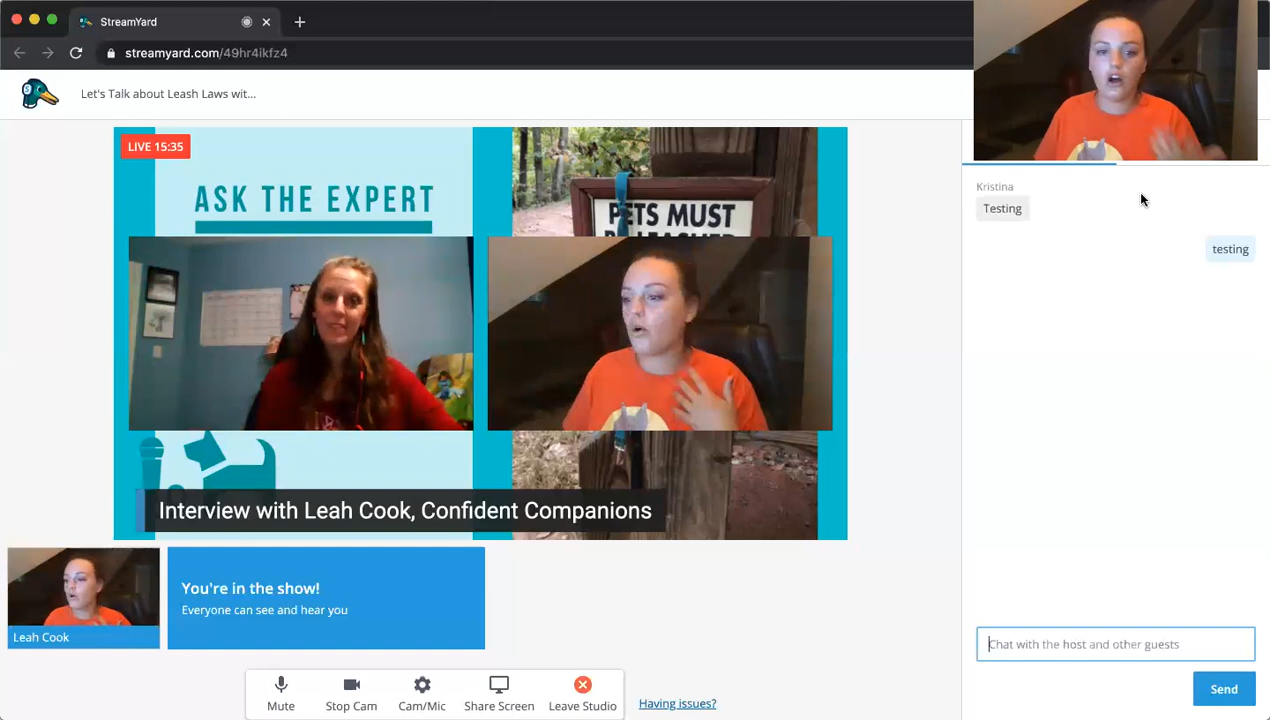 StreamYard
streamyard.com/49hr4ikfz4
Let's Talk about Leash Laws wit...
LIVE 15:35
ASK THE EXPERT
PETS MUST
Kristina
Testing
testing
Interview with Leah Cook, Confident Companions
You're in the show!
Everyone can see and hear you
Leah Cook
Chat with the host and other guests
Send
Mute
Stop Cam
Cam/Mic
Share Screen
Leave Studio
Having issues?